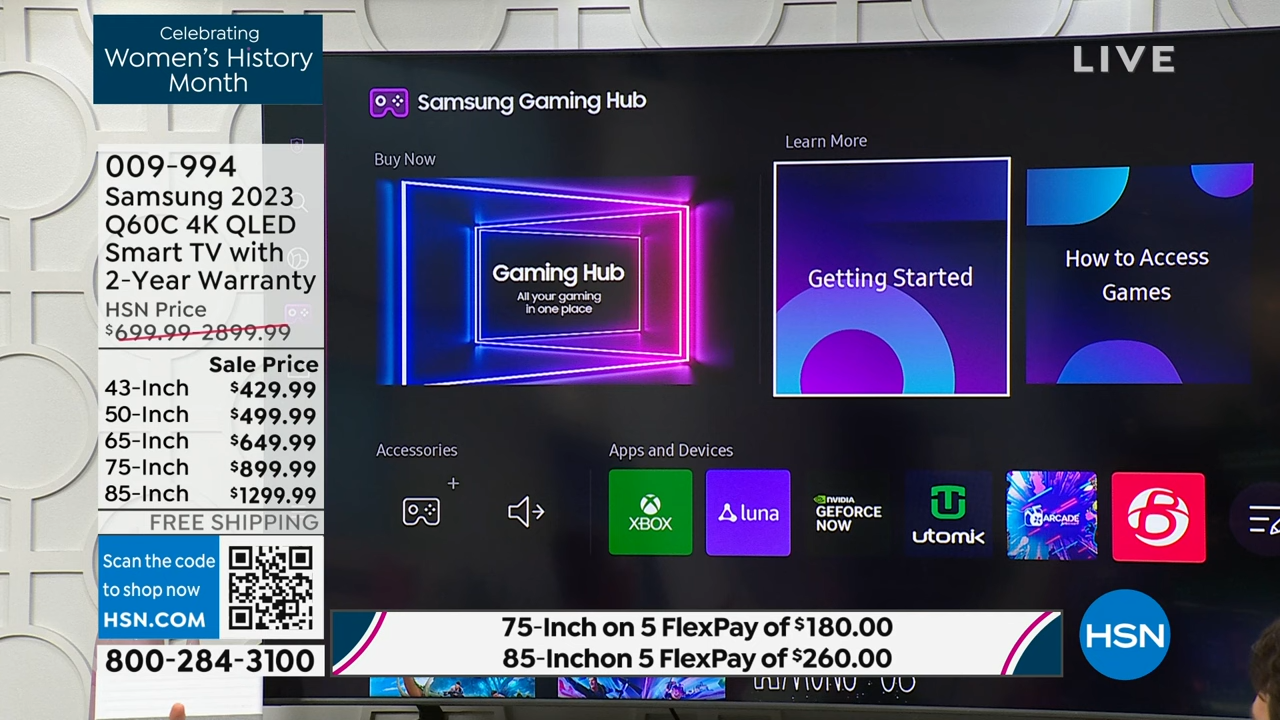 Celebrating
Women's History
Month
LIVE
009-994
Samsung 2023
Q60C 4K QLED
Smart TV with
2-Year Warranty
HSN Price
$699.99-2899.99
Sale Price
43-Inch $429.99
50-Inch $499.99
65-Inch $649.99
75-Inch $899.99
85-Inch $1299.99
FREE SHIPPING
Scan the code
to shop now
HSN.COM
800-284-3100
Samsung Gaming Hub
Buy Now
Learn More
Gaming Hub
All your gaming
in one place
Getting Started
How to Access
Games
Accessories
Apps and Devices
XBOX
luna
NVIDIA
GEFORCE
NOW
utomik
ARCADE
75-Inch on 5 FlexPay of $180.00
85-Inchon 5 FlexPay of $260.00
HSN